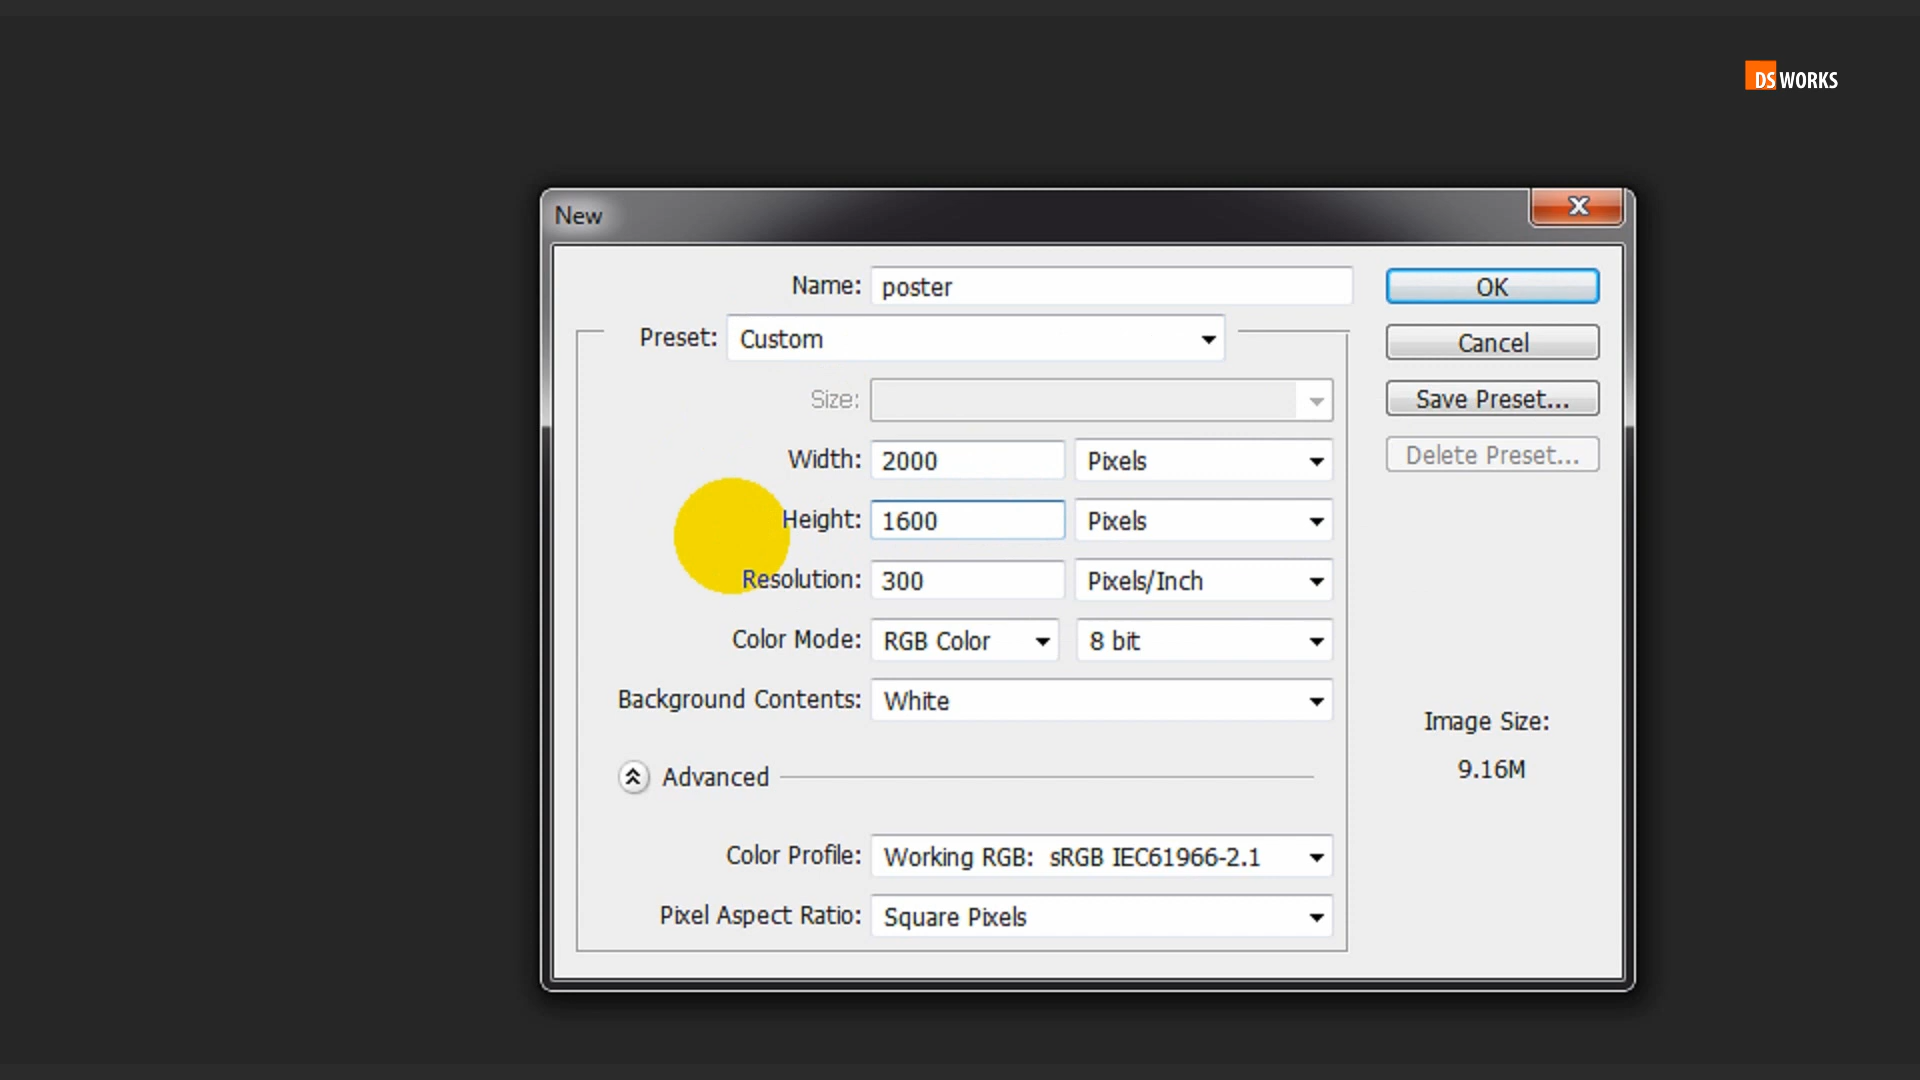 DS WORKS
New
Name: poster
OK
Preset: Custom
Cancel
Size:
Save Preset...
Width: 2000 Pixels
Delete Preset...
Height: 1600 Pixels
Resolution: 300 Pixels/Inch
Color Mode: RGB Color 8 bit
Background Contents: White
Image Size:
9.16M
Advanced
Color Profile: Working RGB: sRGB IEC61966-2.1
Pixel Aspect Ratio: Square Pixels